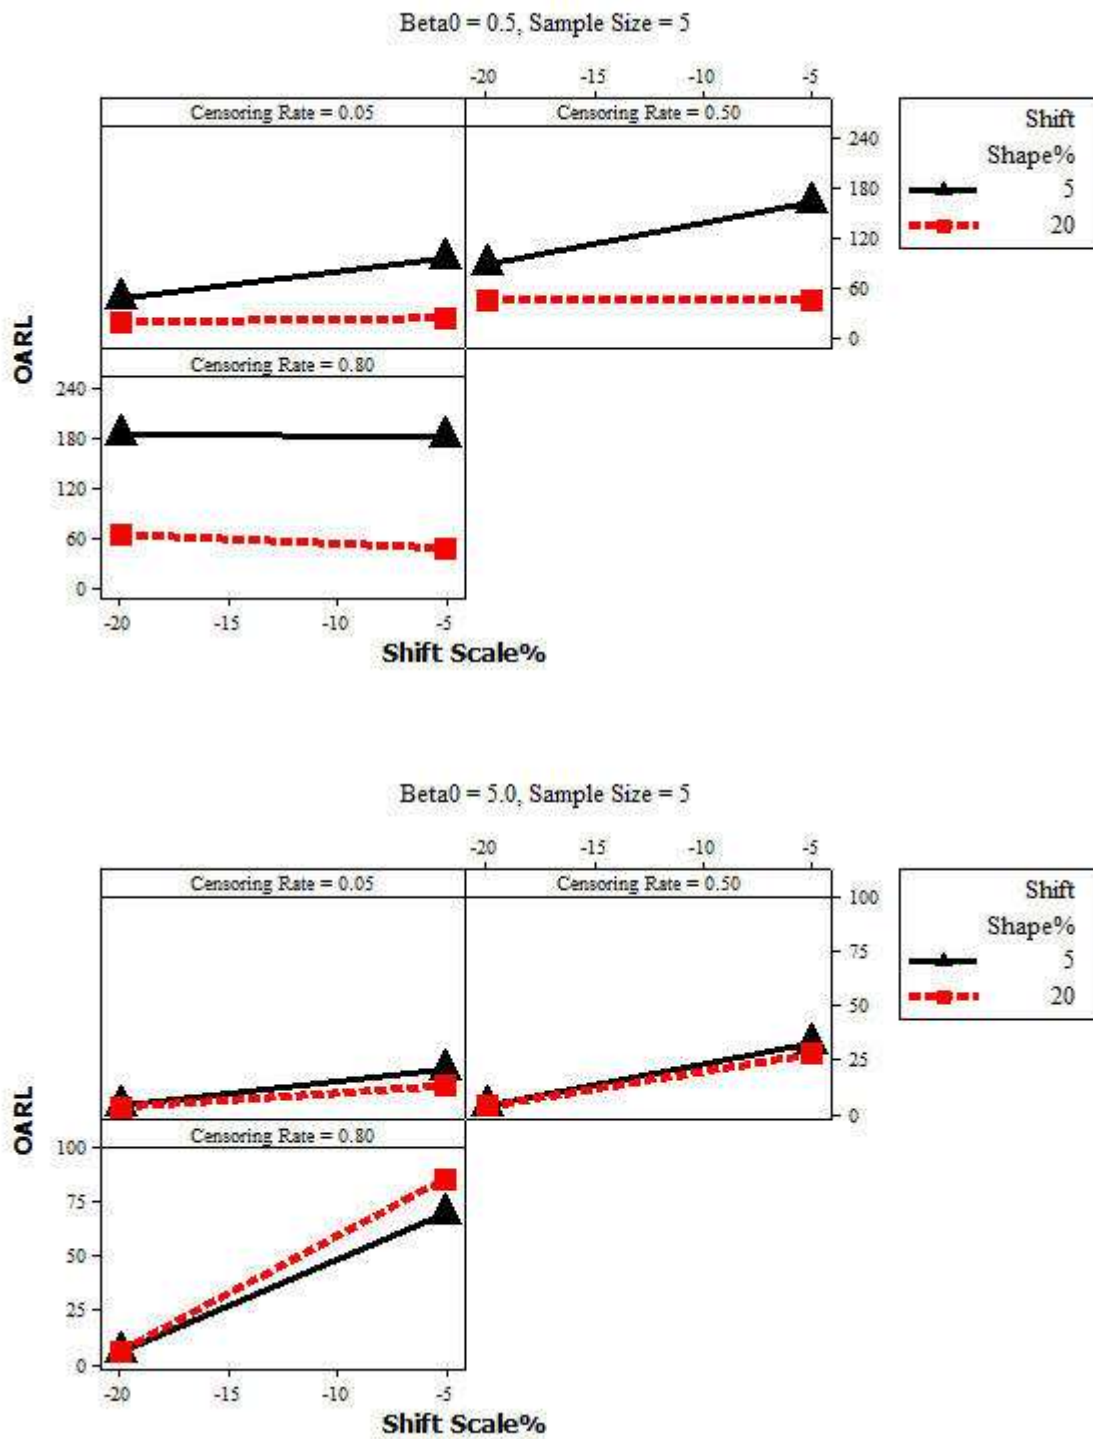 Beta0 = 0.5, Sample Size = 5
-20 -15 -10 -5
Censoring Rate = 0.05 Censoring Rate = 0.50
240
180
120
60
0
Shift
Shape%
5
20
OARL
Censoring Rate = 0.80
240
180
120
60
0
-20 -15 -10 -5
Shift Scale%
Beta0 = 5.0, Sample Size = 5
-20 -15 -10 -5
Censoring Rate = 0.05 Censoring Rate = 0.50
100
75
50
25
0
Shift
Shape%
5
20
OARL
Censoring Rate = 0.80
100
75
50
25
0
-20 -15 -10 -5
Shift Scale%